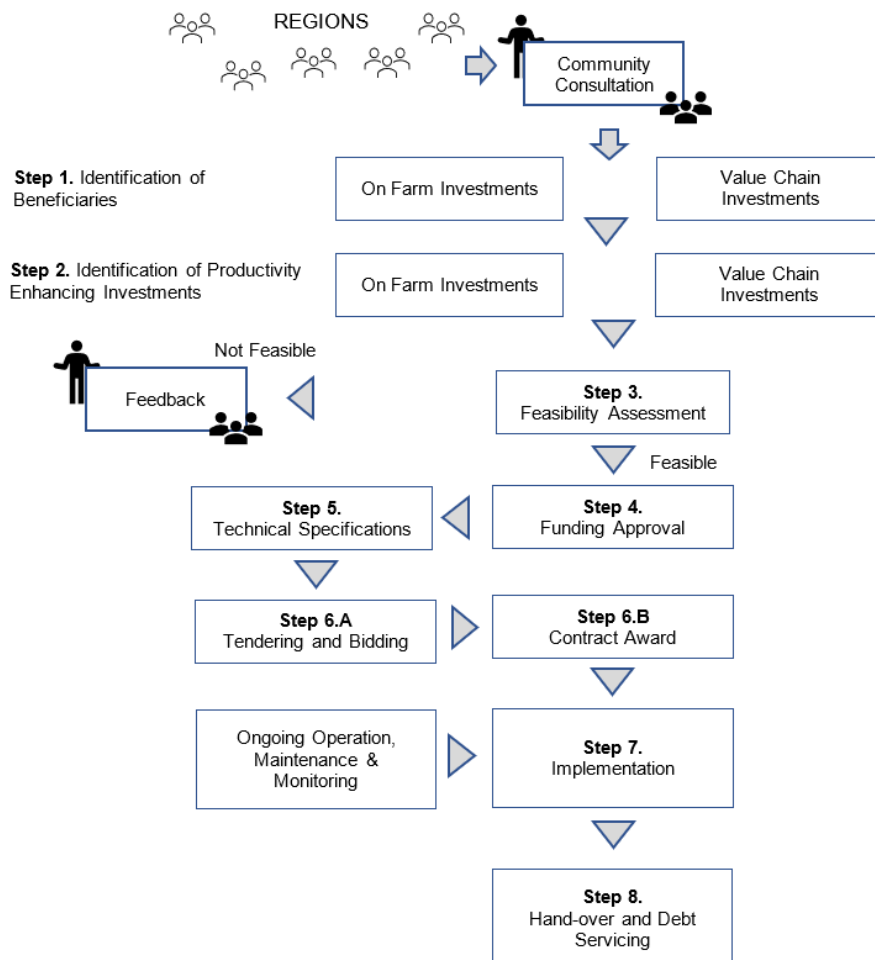 REGIONS
Community
Consultation
Step 1. Identification of
Beneficiaries
On Farm Investments
Value Chain
Investments
Step 2. Identification of Productivity
Enhancing Investments
On Farm Investments
Value Chain
Investments
Not Feasible
Feedback
Step 3.
Feasibility Assessment
Feasible
Step 5.
Technical Specifications
Step 4.
Funding Approval
Step 6.A
Tendering and Bidding
Step 6.B
Contract Award
Ongoing Operation,
Maintenance &
Monitoring
Step 7.
Implementation
Step 8.
Hand-over and Debt
Servicing